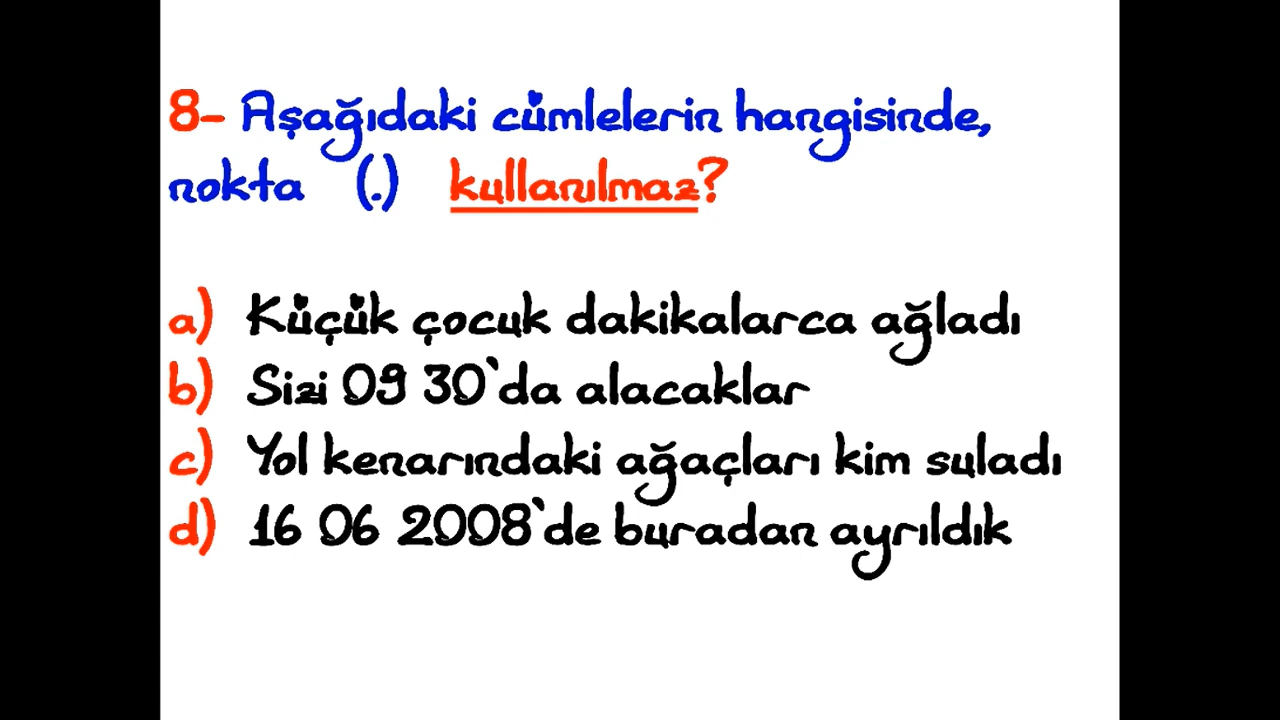 8- Aşağıdaki cümlelerin hangisinde,
nokta (.) kullanılmaz?
a) Küçük çocuk dakikalarca ağladı
b) Sizi 09 30`da alacaklar
c) Yol kenarındaki ağaçları kim suladı
d) 16 06 2008`de buradan ayrıldık